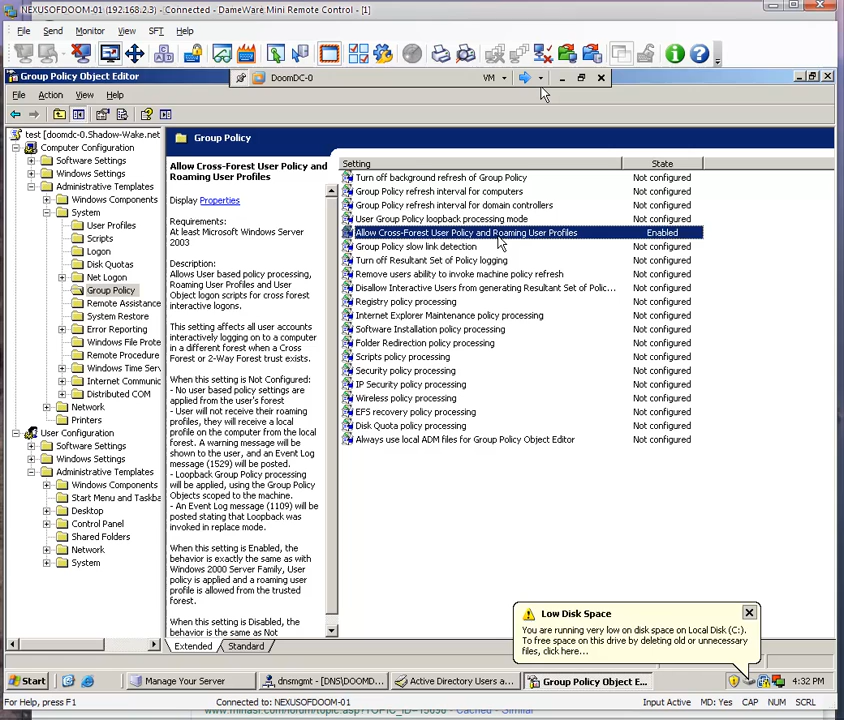 NEXUSOFDOOM-01 (192.168.2.3) - Connected - DameWare Mini Remote Control - [1]
File Send Monitor View SFT Help
Group Policy Object Editor
DoomDC-0
VM
File Action View Help
test [doomdc-0.Shadow-Wake.net
Computer Configuration
Software Settings
Windows Settings
Administrative Templates
Windows Components
System
User Profiles
Scripts
Logon
Disk Quotas
Net Logon
Group Policy
Remote Assistance
System Restore
Error Reporting
Windows File Prote
Remote Procedure
Windows Time Serv
Internet Communic
Distributed COM
Network
Printers
User Configuration
Software Settings
Windows Settings
Administrative Templates
Windows Components
Start Menu and Taskba
Desktop
Control Panel
Shared Folders
Network
System
Group Policy
Allow Cross-Forest User Policy and
Roaming User Profiles
Display Properties
Requirements:
At least Microsoft Windows Server
2003
Description:
Allows User based policy processing,
Roaming User Profiles and User
Object logon scripts for cross forest
interactive logons.
This setting affects all user accounts
interactively logging on to a computer
in a different forest when a Cross
Forest or 2-Way Forest trust exists.
When this setting is Not Configured:
- No user based policy settings are
applied from the user's forest
- User will not receive their roaming
profiles, they will receive a local
profile on the computer from the local
forest. A warning message will be
shown to the user, and an Event Log
message (1529) will be posted.
- Loopback Group Policy processing
will be applied, using the Group Policy
Objects scoped to the machine.
- An Event Log message (1109) will be
posted stating that Loopback was
invoked in replace mode.
When this setting is Enabled, the
behavior is exactly the same as with
Windows 2000 Server Family, User
policy is applied and a roaming user
profile is allowed from the trusted
forest.
When this setting is Disabled, the
behavior is the same as Not
Setting State
Turn off background refresh of Group Policy Not configured
Group Policy refresh interval for computers Not configured
Group Policy refresh interval for domain controllers Not configured
User Group Policy loopback processing mode Not configured
Allow Cross-Forest User Policy and Roaming User Profiles Enabled
Group Policy slow link detection Not configured
Turn off Resultant Set of Policy logging Not configured
Remove users ability to invoke machine policy refresh Not configured
Disallow Interactive Users from generating Resultant Set of Polic... Not configured
Registry policy processing Not configured
Internet Explorer Maintenance policy processing Not configured
Software Installation policy processing Not configured
Folder Redirection policy processing Not configured
Scripts policy processing Not configured
Security policy processing Not configured
IP Security policy processing Not configured
Wireless policy processing Not configured
EFS recovery policy processing Not configured
Disk Quota policy processing Not configured
Always use local ADM files for Group Policy Object Editor Not configured
Low Disk Space
You are running very low on disk space on Local Disk (C:).
To free space on this drive by deleting old or unnecessary
files, click here...
Extended Standard
Start Manage Your Server dnsmgmt - [DNS\DOOMD... Active Directory Users a... Group Policy Object E... 4:32 PM
For Help, press F1 Connected to: NEXUSOFDOOM-01 Input Active MD: Yes CAP NUM SCRL